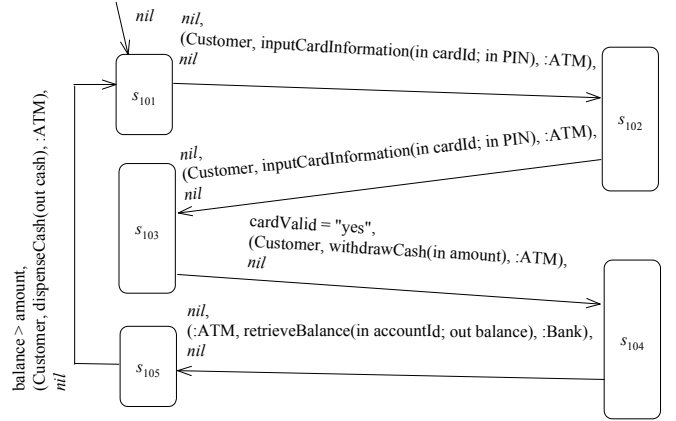 nil
nil,
(Customer, inputCardInformation(in cardId; in PIN), :ATM),
nil
s101
s102
nil,
(Customer, inputCardInformation(in cardId; in PIN), :ATM),
nil
s103
cardValid = "yes",
(Customer, withdrawCash(in amount), :ATM),
nil
s104
nil,
(:ATM, retrieveBalance(in accountId; out balance), :Bank),
nil
s105
balance > amount,
(Customer, dispenseCash(out cash), :ATM),
nil